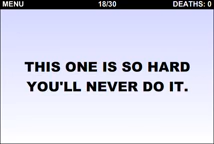 MENU 18/30 DEATHS: 0
THIS ONE IS SO HARD
YOU'LL NEVER DO IT.